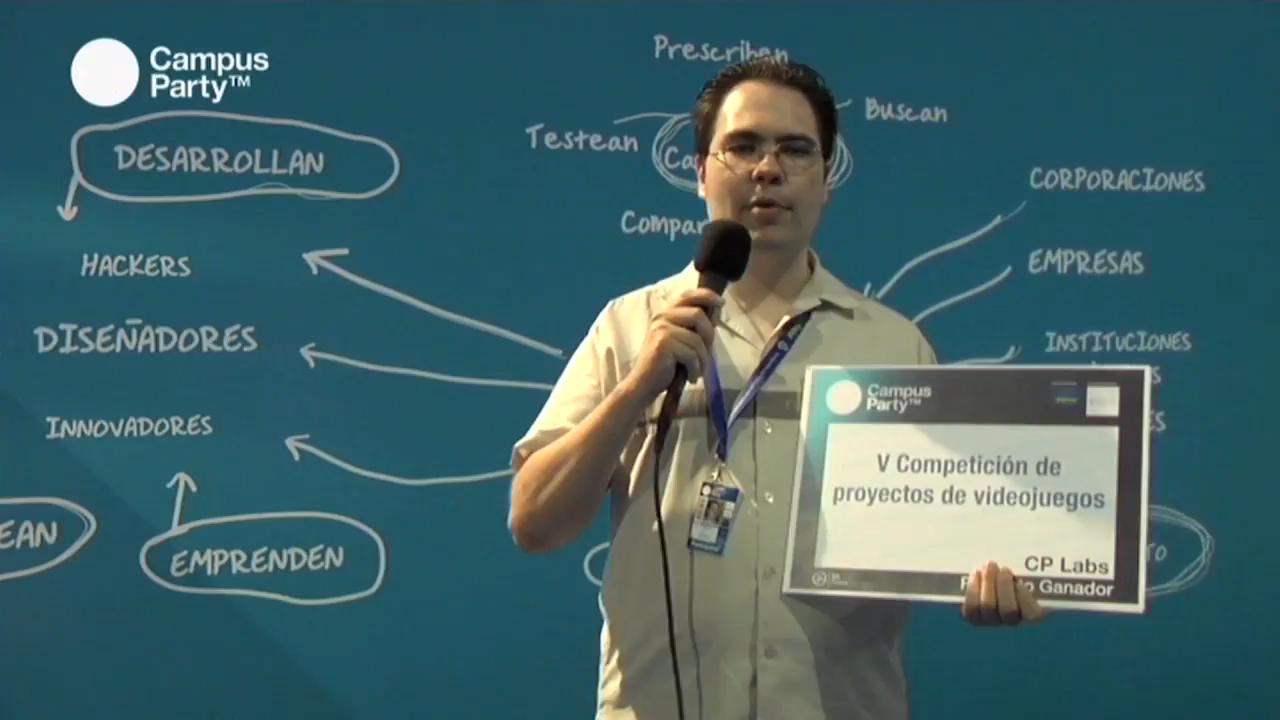 Campus
Party™
Prescriben
Buscan
Testean
DESARROLLAN
CORPORACIONES
HACKERS
EMPRESAS
DISEÑADORES
INSTITUCIONES
INNOVADORES
EMPRENDEN
Campus
Party™
V Competición de
proyectos de videojuegos
CP Labs
Ganador